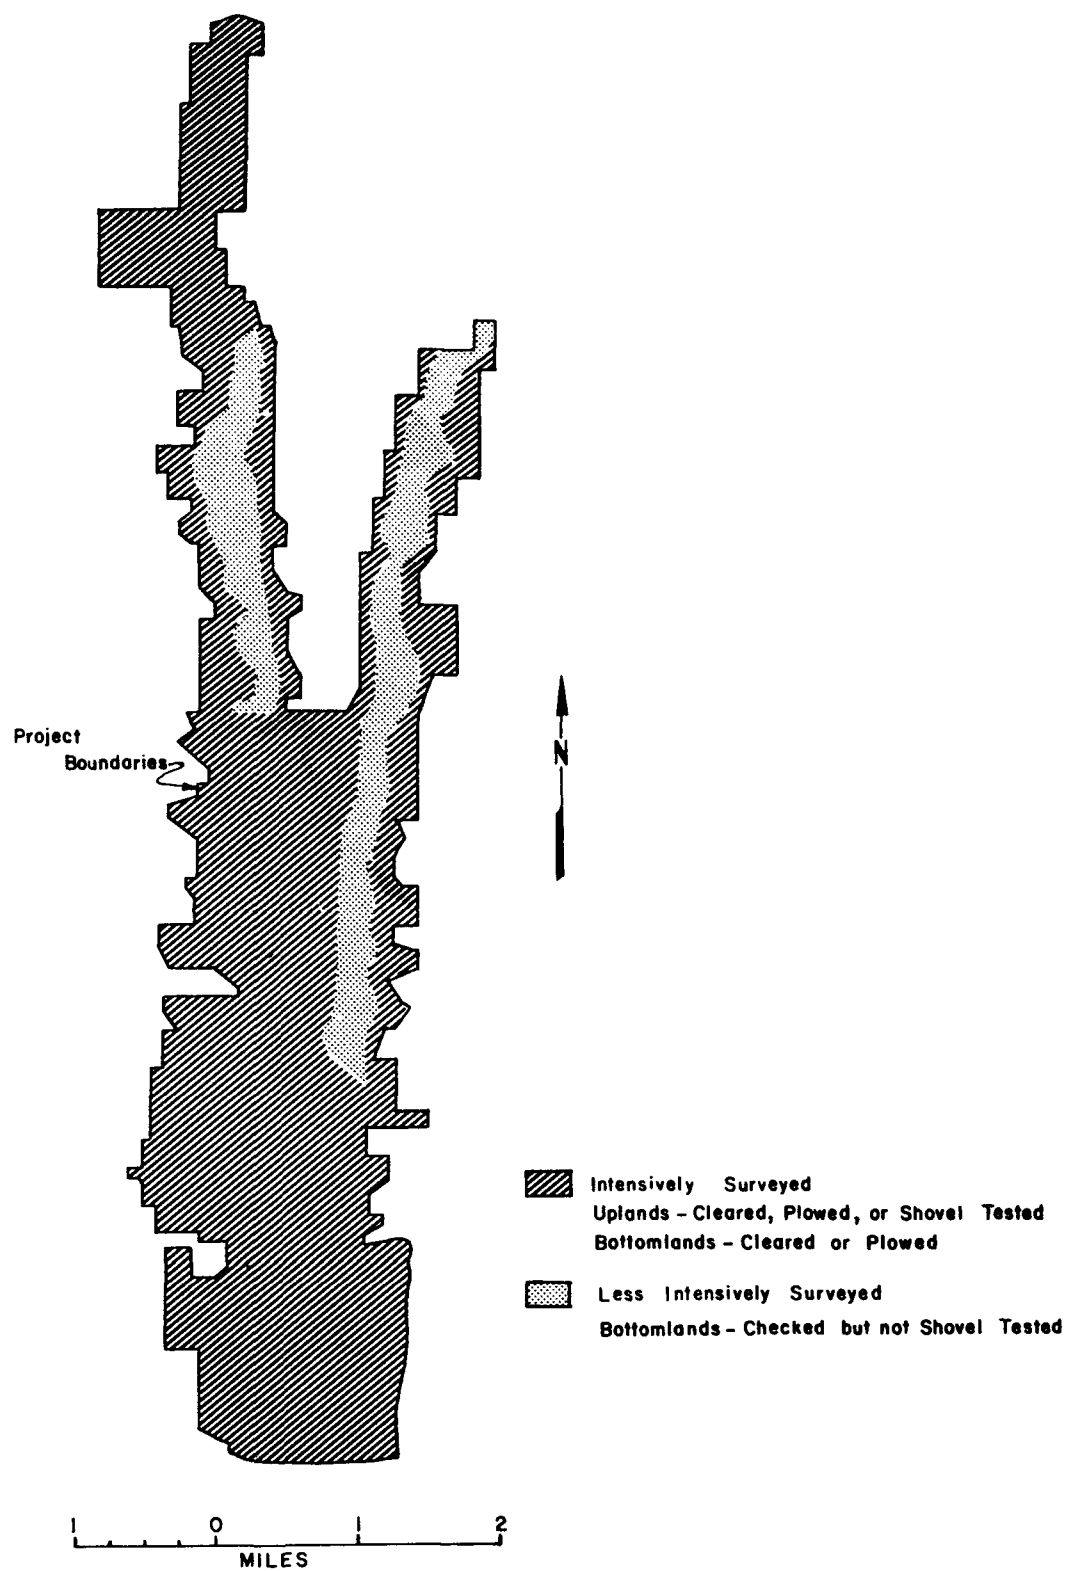 Project
Boundaries
N
Intensively Surveyed
Uplands – Cleared, Plowed, or Shovel Tested
Bottomlands – Cleared or Plowed
Less Intensively Surveyed
Bottomlands – Checked but not Shovel Tested
1 0 1 2
MILES